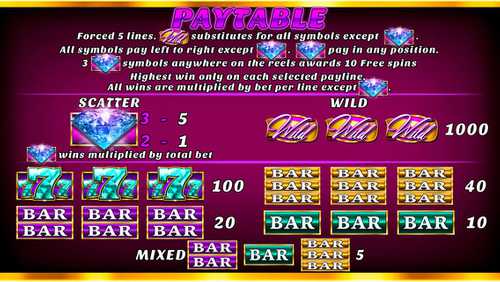 PAYTABLE
Forced 5 lines. Wild substitutes for all symbols except .
All symbols pay left to right except . pay in any position.
3 symbols anywhere on the reels awards 10 Free spins
Highest win only on each selected payline.
All wins are multiplied by bet per line except .
SCATTER
3 - 5
2 - 1
wins multiplied by total bet
WILD
Wild Wild Wild 1000
7 7 7 100
BAR BAR BAR
BAR BAR BAR 20
BAR BAR BAR
BAR BAR BAR 40
BAR BAR BAR
BAR BAR BAR 10
MIXED BAR BAR BAR BAR BAR BAR 5